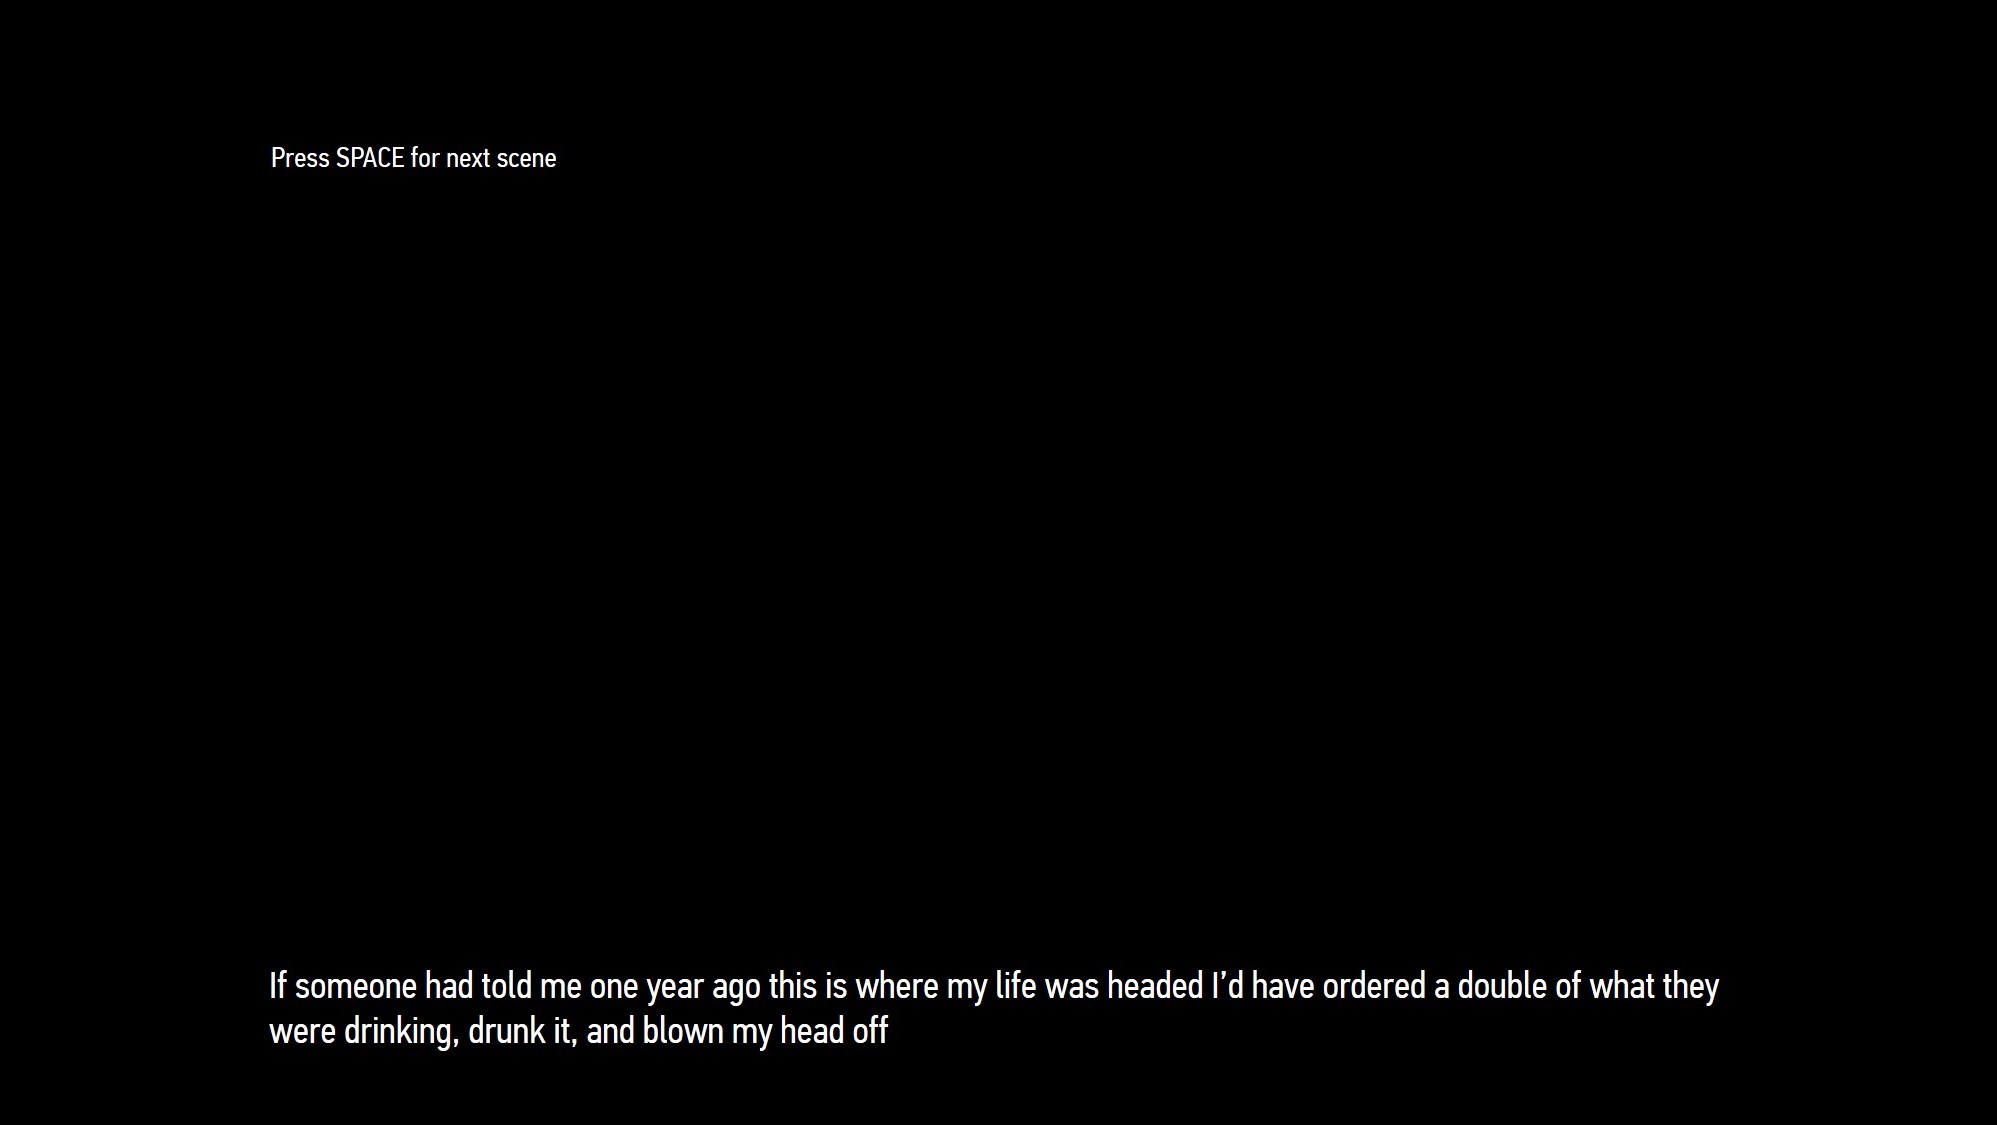 Press SPACE for next scene
If someone had told me one year ago this is where my life was headed I’d have ordered a double of what they
were drinking, drunk it, and blown my head off